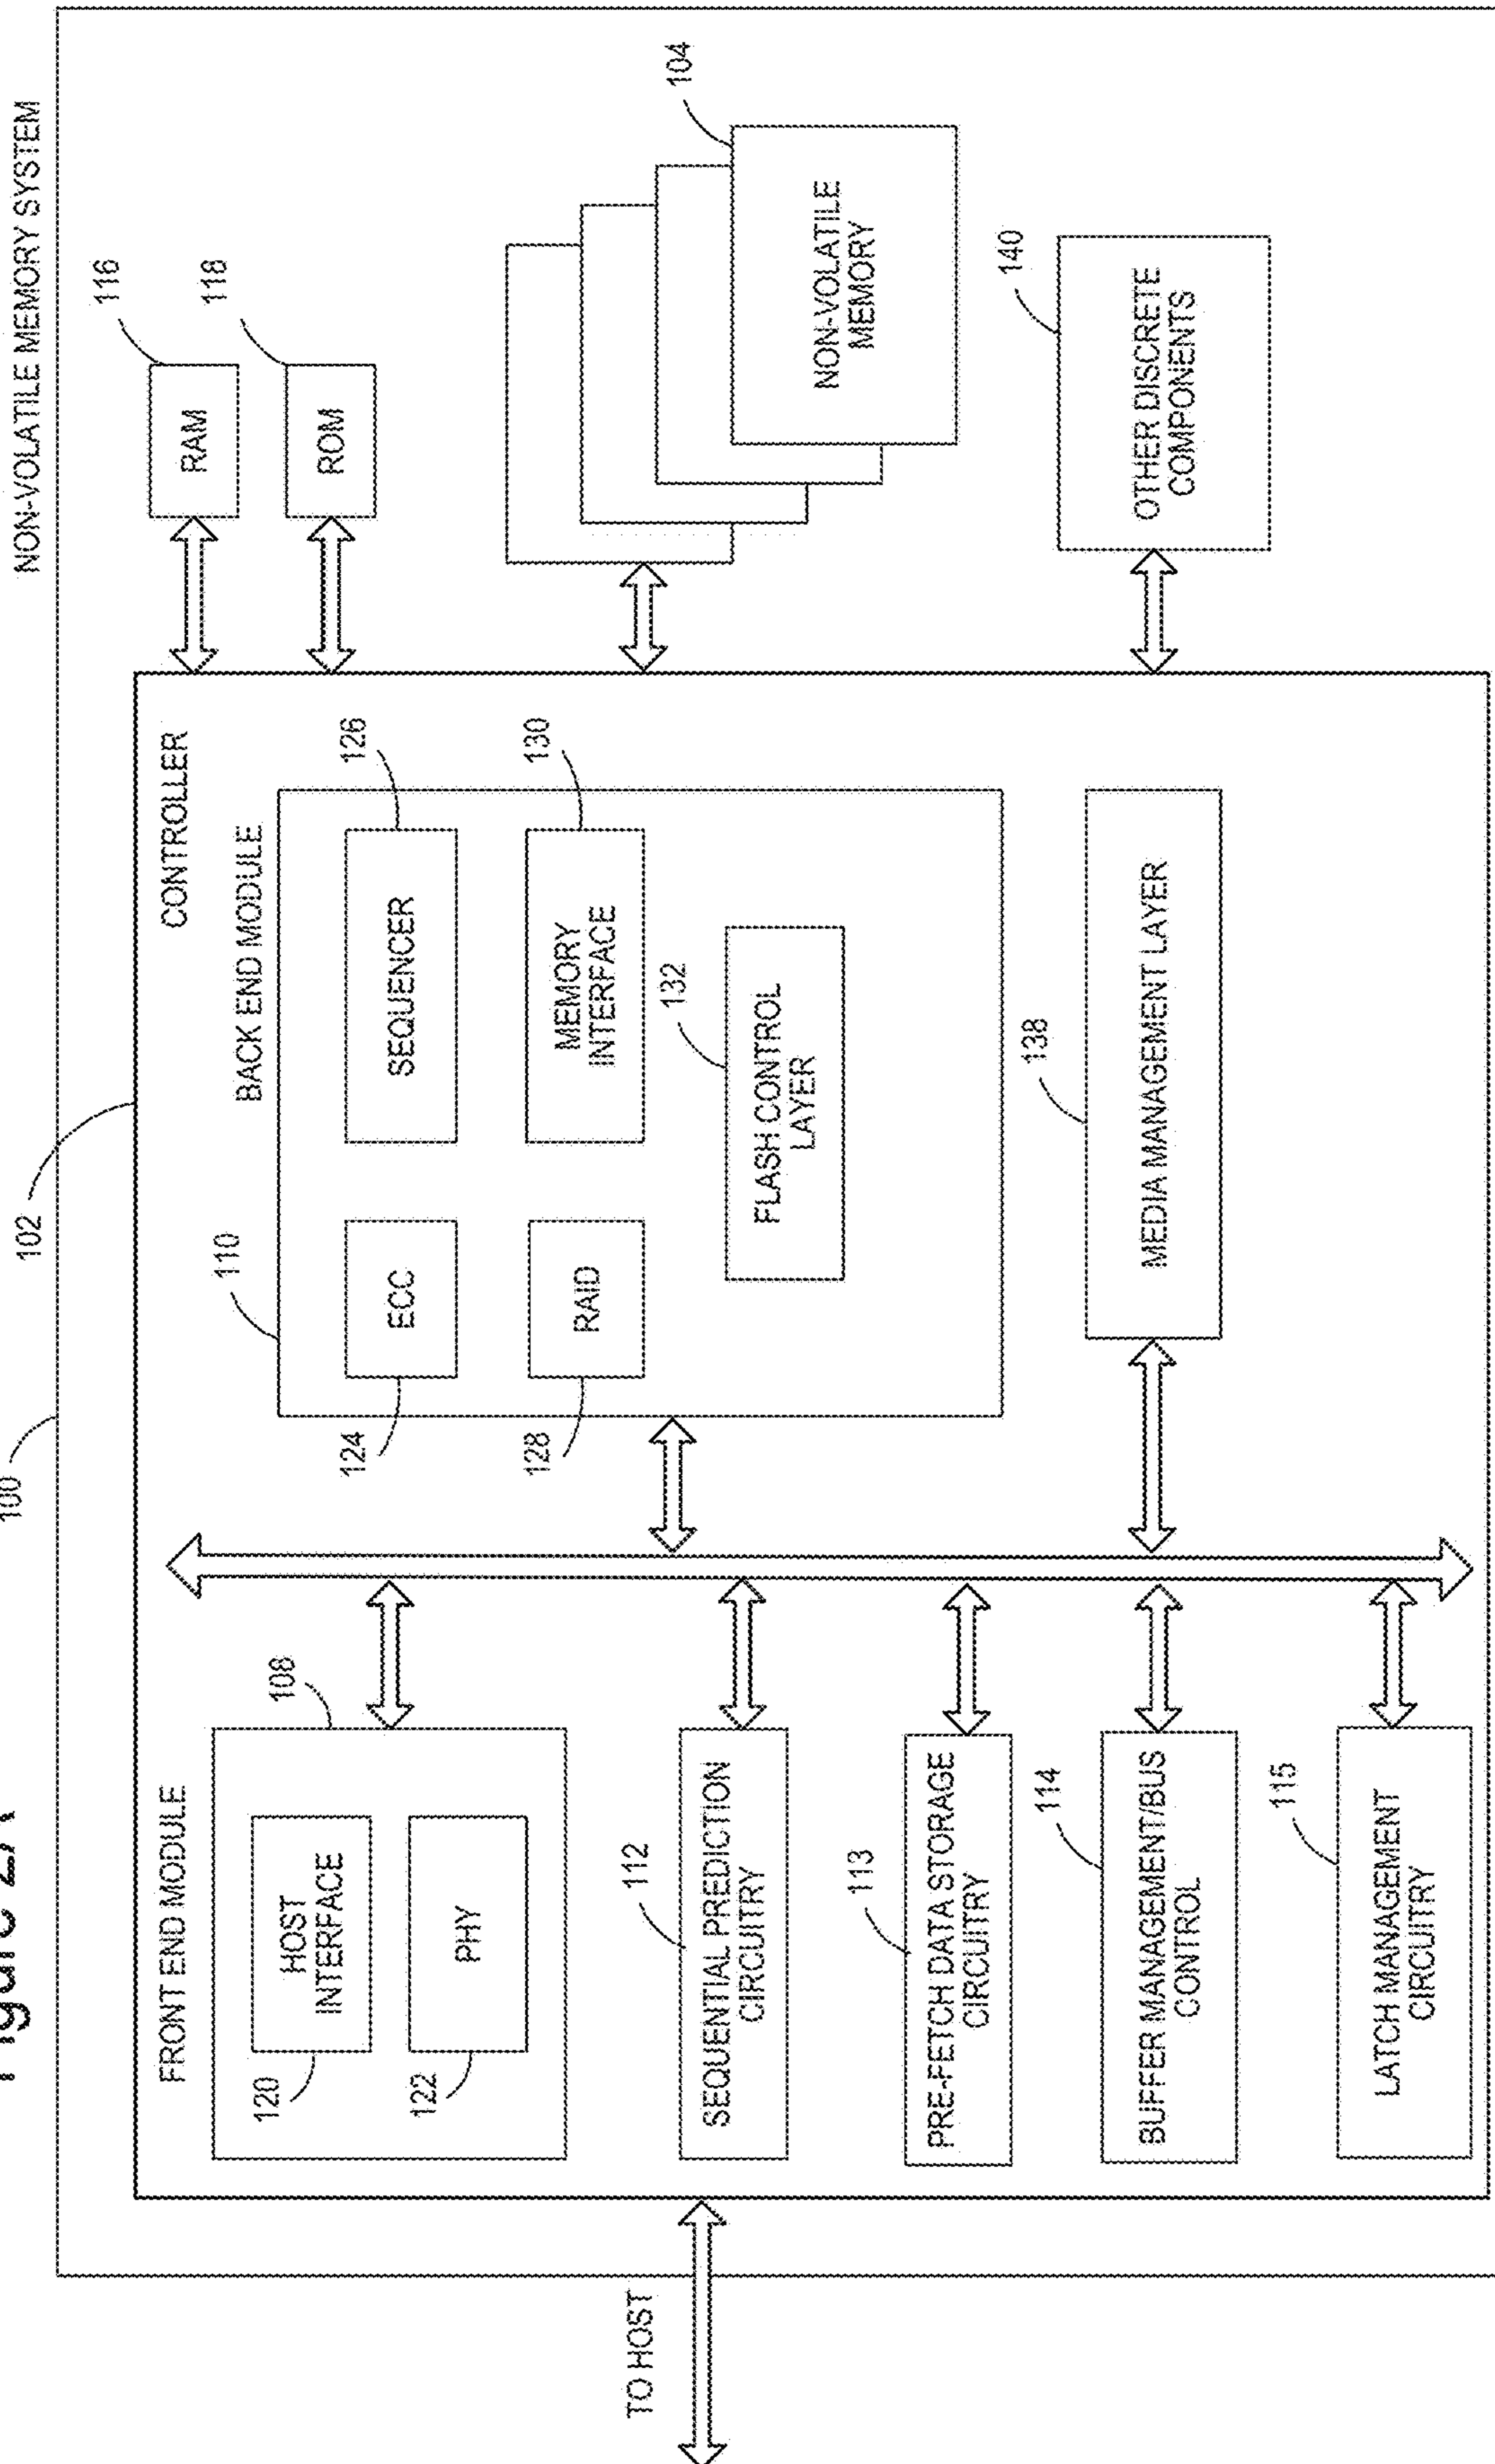 Figure 2A
100
102
NON-VOLATILE MEMORY SYSTEM
TO HOST
CONTROLLER
FRONT END MODULE
108
HOST
INTERFACE
120
PHY
122
112
SEQUENTIAL PREDICTION
CIRCUITRY
113
PRE-FETCH DATA STORAGE
CIRCUITRY
114
BUFFER MANAGEMENT/BUS
CONTROL
115
LATCH MANAGEMENT
CIRCUITRY
110
BACK END MODULE
ECC
124
SEQUENCER
126
RAID
128
MEMORY
INTERFACE
130
132
FLASH CONTROL
LAYER
138
MEDIA MANAGEMENT LAYER
116
RAM
118
ROM
104
NON-VOLATILE
MEMORY
140
OTHER DISCRETE
COMPONENTS